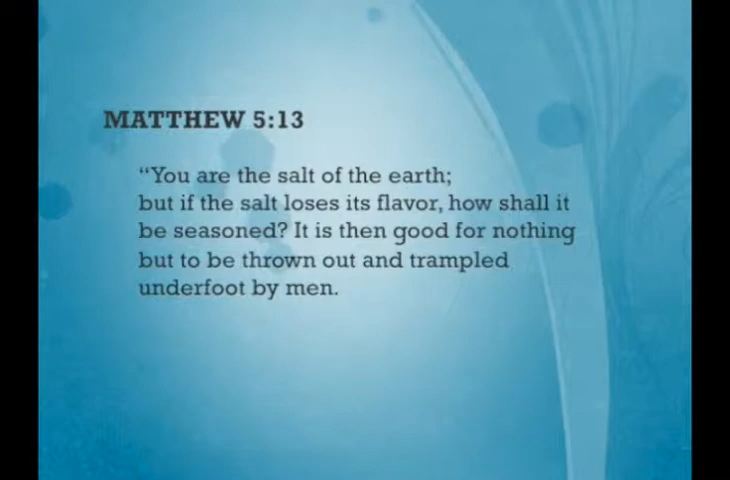 MATTHEW 5:13
“You are the salt of the earth;
but if the salt loses its flavor, how shall it
be seasoned? It is then good for nothing
but to be thrown out and trampled
underfoot by men.